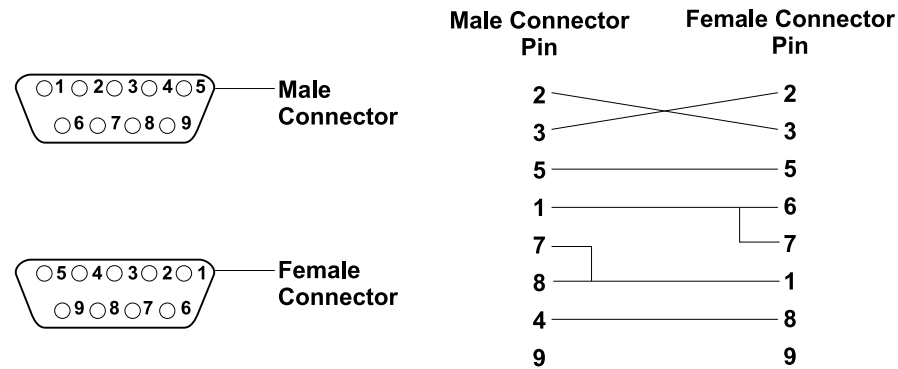 Male Connector
Pin
Female Connector
Pin
1 2 3 4 5
6 7 8 9
Male
Connector
5 4 3 2 1
9 8 7 6
Female
Connector
2 2
3 3
5 5
1 6
7 7
8 1
4 8
9 9